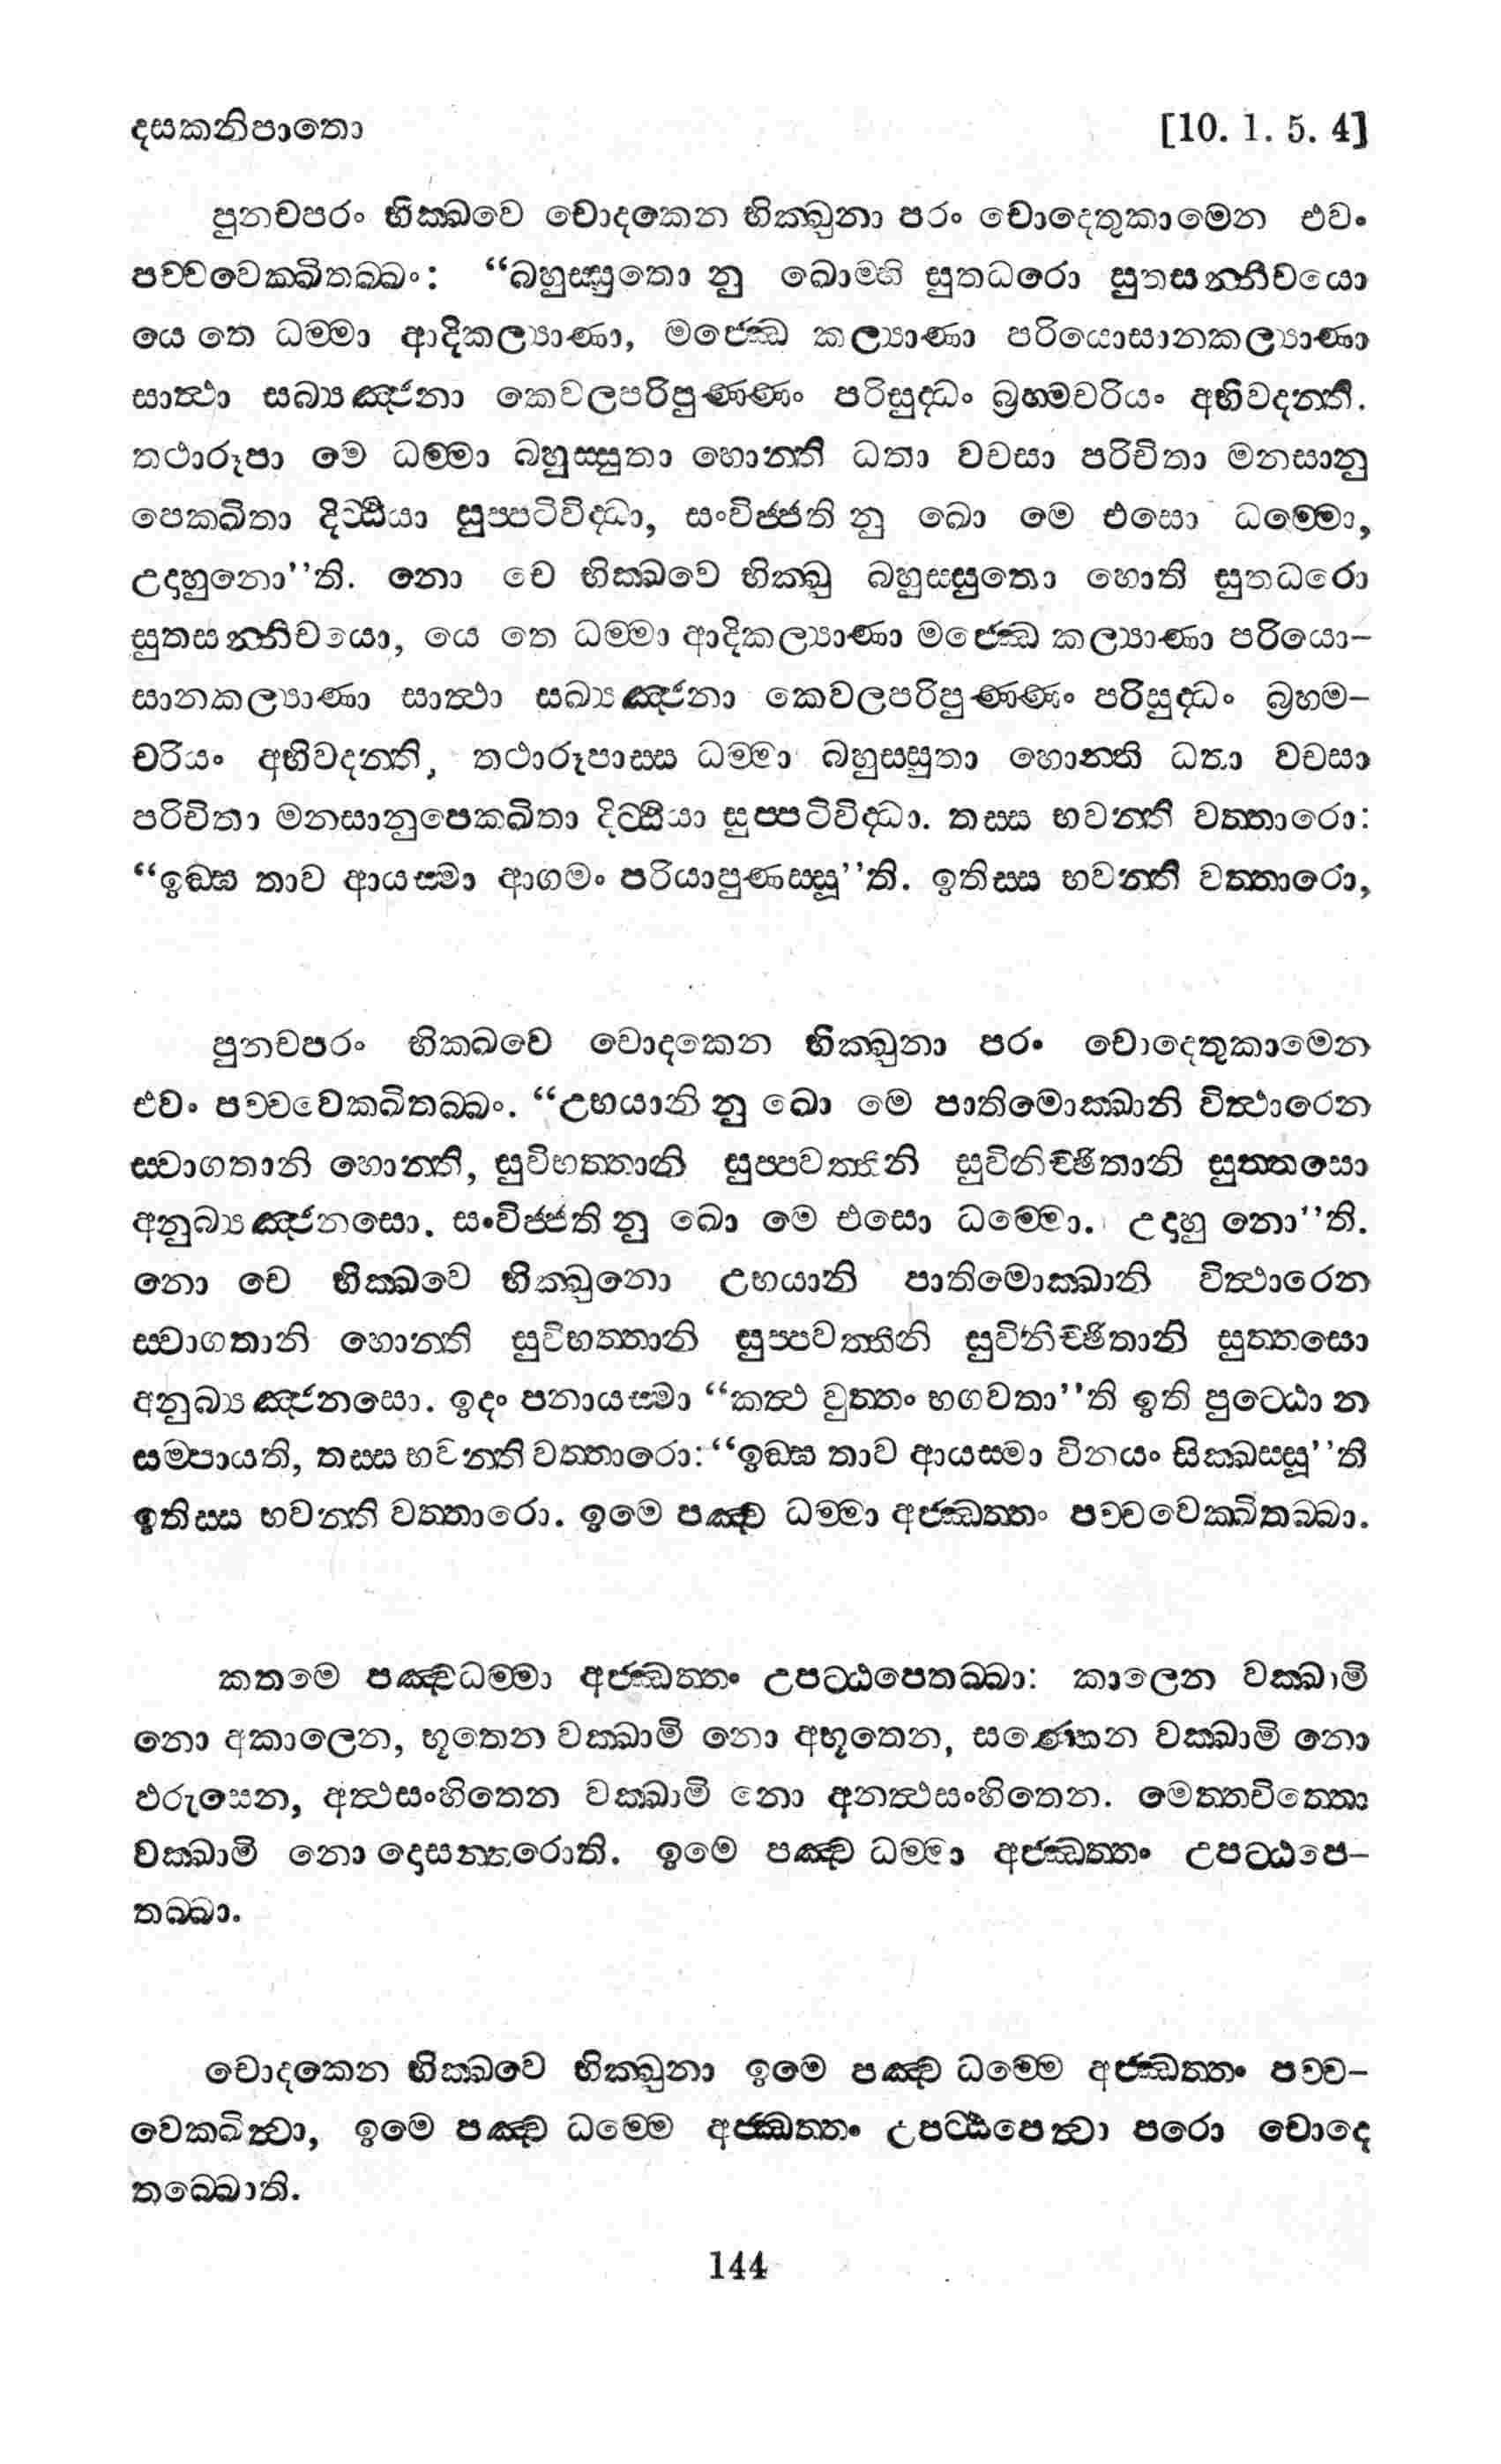 දසකනිපාතො [10. 1. 5. 4]
පුනචපරං භික්ඛවෙ චොදකෙන භික්ඛුනා පරං චොදෙතුකාමෙන එවං
පච්චවෙක්ඛිතබ්බං: “බහුස්සුතො නු ඛොම්හි සුතධරො සුතසන්නිචයො
යෙ තෙ ධම්මා ආදිකල්‍යාණා, මජ්ඣෙ කල්‍යාණා පරියොසානකල්‍යාණා
සාත්ථා සබ්‍යඤ්ජනා කෙවලපරිපුණ්ණං පරිසුද්ධං බ්‍රහ්මචරියං අභිවදන්ති.
තථාරූපා මෙ ධම්මා බහුස්සුතා හොන්ති ධතා වචසා පරිචිතා මනසානු
පෙක්ඛිතා දිට්ඨියා සුප්පටිවිද්ධා, සංවිජ්ජති නු ඛො මෙ එසො ධම්මො,
උදාහුනො’’ති. නො චෙ භික්ඛවෙ භික්ඛු බහුස්සුතො හොති සුතධරො
සුතසන්නිචයො, යෙ තෙ ධම්මා ආදිකල්‍යාණා මජ්ඣෙ කල්‍යාණා පරියො–
සානකල්‍යාණා සාත්ථා සබ්‍යඤ්ජනා කෙවලපරිපුණ්ණං පරිසුද්ධං බ්‍රහ්ම–
චරියං අභිවදන්ති, තථාරූපාස්ස ධම්මා බහුස්සුතා හොන්ති ධතා වචසා
පරිචිතා මනසානුපෙක්ඛිතා දිට්ඨියා සුප්පටිවිද්ධා. තස්ස භවන්ති වත්තාරො:
“ඉඞ්ඝ තාව ආයස්මා ආගමං පරියාපුණස්සූ’’ති. ඉතිස්ස භවන්ති වත්තාරො,
පුනචපරං භික්ඛවෙ චොදකෙන භික්ඛුනා පරං චොදෙතුකාමෙන
එවං පච්චවෙක්ඛිතබ්බං. “උභයානි නු ඛො මෙ පාතිමොක්ඛානි විත්ථාරෙන
ස්වාගතානි හොන්ති, සුවිභත්තානි සුප්පවත්තීනි සුවිනිච්ඡිතානි සුත්තසො
අනුබ්‍යඤ්ජනසො. සංවිජ්ජති නු ඛො මෙ එසො ධම්මො. උදාහු නො’’ති.
නො චෙ භික්ඛවෙ භික්ඛුනො උභයානි පාතිමොක්ඛානි විත්ථාරෙන
ස්වාගතානි හොන්ති සුවිභත්තානි සුප්පවත්තීනි සුවිනිච්ඡිතානි සුත්තසො
අනුබ්‍යඤ්ජනසො. ඉදං පනායස්මා “කත්ථ වුත්තං භගවතා’’ති ඉති පුට්ඨො න
සම්පායති, තස්ස භවන්ති වත්තාරො: “ඉඞ්ඝ තාව ආයස්මා විනයං සික්ඛස්සූ’’ති
ඉතිස්ස භවන්ති වත්තාරො. ඉමෙ පඤ්ච ධම්මා අජ්ඣත්තං පච්චවෙක්ඛිතබ්බා.
කතමෙ පඤ්චධම්මා අජ්ඣත්තං උපට්ඨපෙතබ්බා: කාලෙන වක්ඛාමි
නො අකාලෙන, භූතෙන වක්ඛාමි නො අභූතෙන, සණ්හෙන වක්ඛාමි නො
ඵරුසෙන, අත්ථසංහිතෙන වක්ඛාමි නො අනත්ථසංහිතෙන. මෙත්තචිත්තො
වක්ඛාමි නො දොසන්තරොති. ඉමෙ පඤ්ච ධම්මා අජ්ඣත්තං උපට්ඨපෙ–
තබ්බා.
චොදකෙන භික්ඛවෙ භික්ඛුනා ඉමෙ පඤ්ච ධම්මෙ අජ්ඣත්තං පච්ච–
වෙක්ඛිත්වා, ඉමෙ පඤ්ච ධම්මෙ අජ්ඣත්තං උපට්ඨපෙත්වා පරො චොදෙ
තබ්බොති.
144